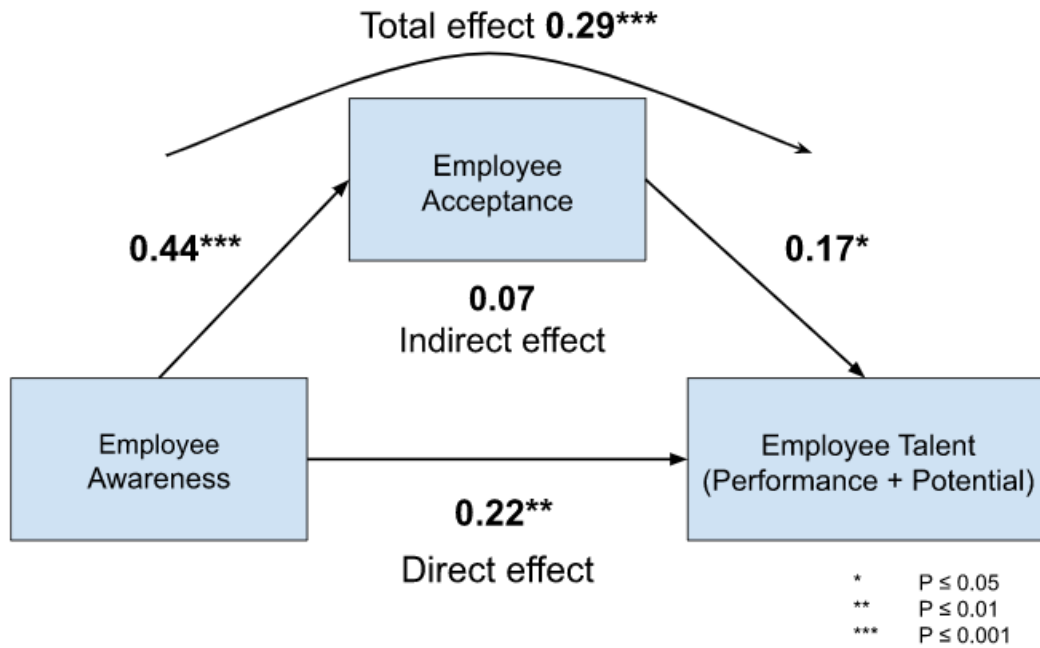 Total effect 0.29***
Employee
Acceptance
0.44***
0.17*
0.07
Indirect effect
Employee
Awareness
Employee Talent
(Performance + Potential)
0.22**
Direct effect
* P ≤ 0.05
** P ≤ 0.01
*** P ≤ 0.001